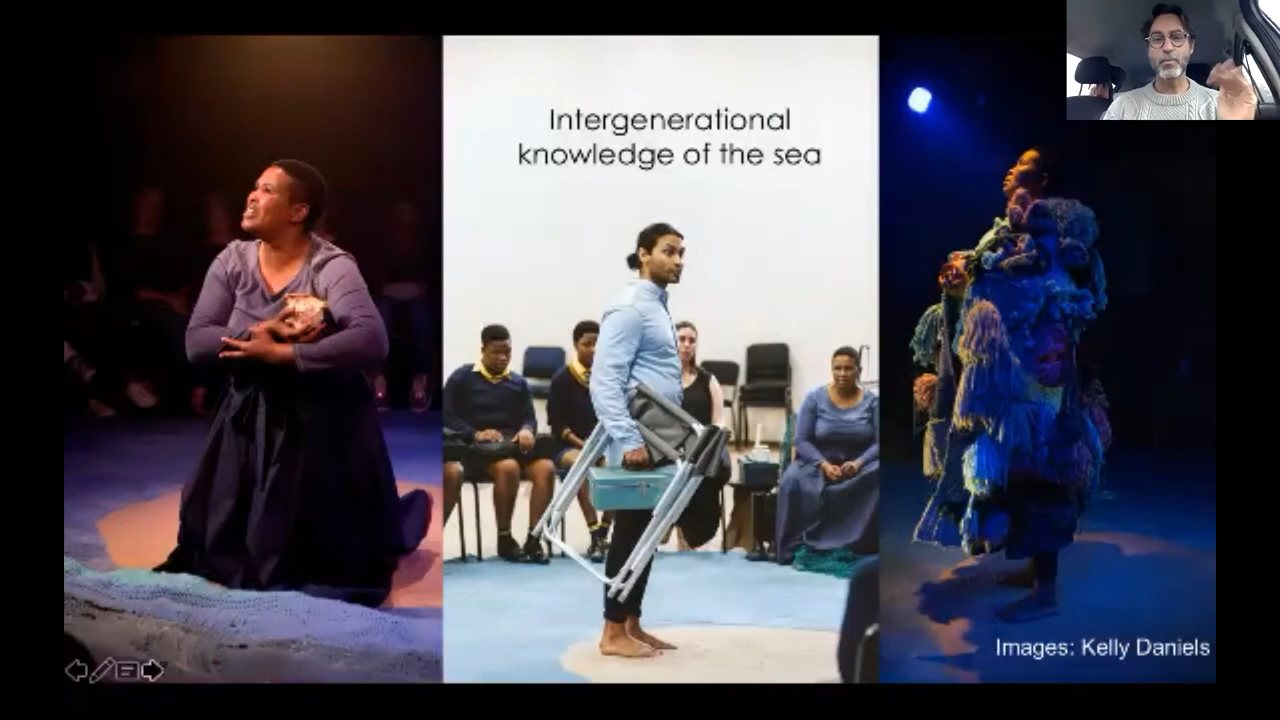 Intergenerational
knowledge of the sea
Images: Kelly Daniels